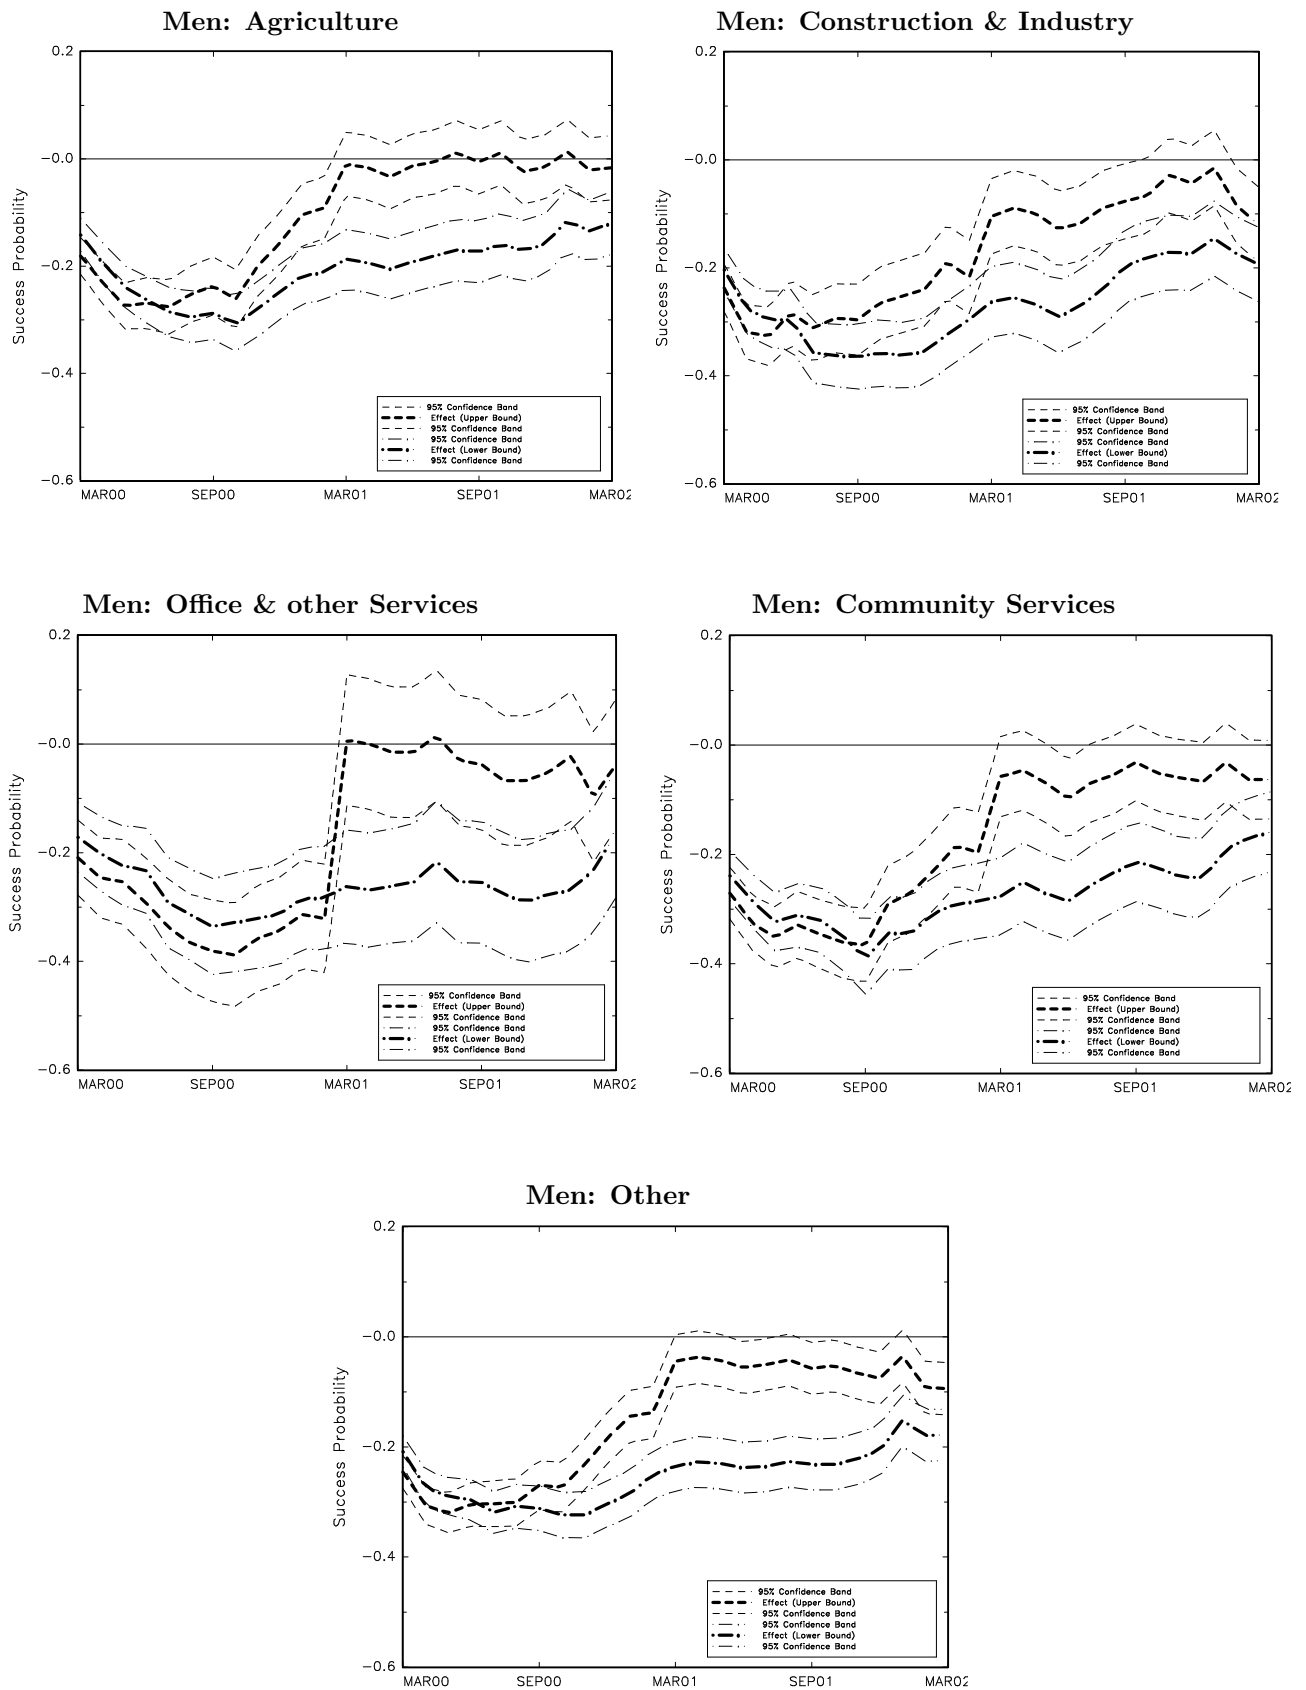 Men: Agriculture
0.2
-0.0
-0.2
-0.4
-0.6
Success Probability
MAR00 SEP00 MAR01 SEP01 MAR02
95% Confidence Band
Effect (Upper Bound)
95% Confidence Band
95% Confidence Band
Effect (Lower Bound)
95% Confidence Band
Men: Construction & Industry
0.2
-0.0
-0.2
-0.4
-0.6
Success Probability
MAR00 SEP00 MAR01 SEP01 MAR02
95% Confidence Band
Effect (Upper Bound)
95% Confidence Band
95% Confidence Band
Effect (Lower Bound)
95% Confidence Band
Men: Office & other Services
0.2
-0.0
-0.2
-0.4
-0.6
Success Probability
MAR00 SEP00 MAR01 SEP01 MAR02
95% Confidence Band
Effect (Upper Bound)
95% Confidence Band
95% Confidence Band
Effect (Lower Bound)
95% Confidence Band
Men: Community Services
0.2
-0.0
-0.2
-0.4
-0.6
Success Probability
MAR00 SEP00 MAR01 SEP01 MAR02
95% Confidence Band
Effect (Upper Bound)
95% Confidence Band
95% Confidence Band
Effect (Lower Bound)
95% Confidence Band
Men: Other
0.2
-0.0
-0.2
-0.4
-0.6
Success Probability
MAR00 SEP00 MAR01 SEP01 MAR02
95% Confidence Band
Effect (Upper Bound)
95% Confidence Band
95% Confidence Band
Effect (Lower Bound)
95% Confidence Band